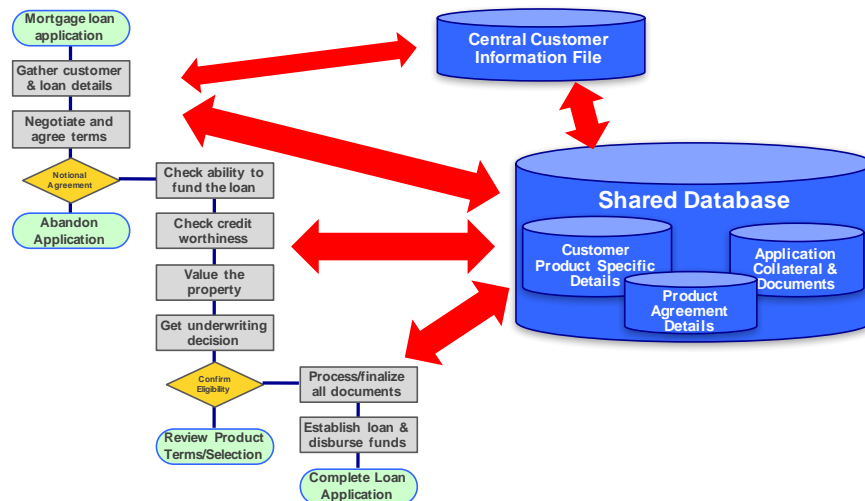 Mortgage loan
application
Gather customer
& loan details
Negotiate and
agree terms
Notional
Agreement
Abandon
Application
Check ability to
fund the loan
Check credit
worthiness
Value the
property
Get underwriting
decision
Confirm
Eligibility
Review Product
Terms/Selection
Process/finalize
all documents
Establish loan &
disburse funds
Complete Loan
Application
Central Customer
Information File
Shared Database
Customer
Product Specific
Details
Application
Collateral &
Documents
Product
Agreement
Details